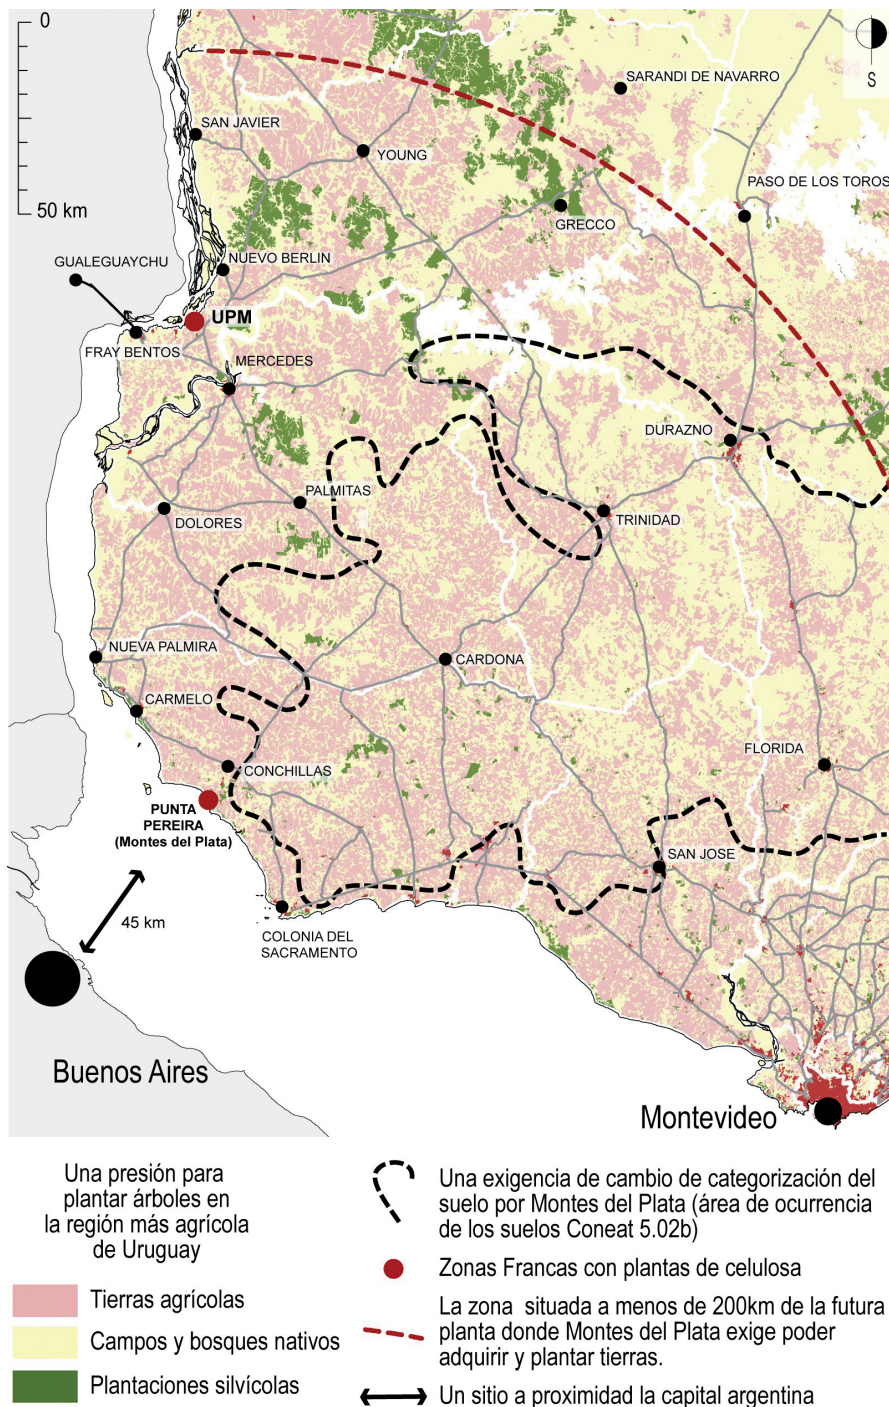 0
S
SARANDI DE NAVARRO
SAN JAVIER
YOUNG
PASO DE LOS TOROS
50 km
GRECCO
GUALEGUAYCHU
NUEVO BERLIN
UPM
FRAY BENTOS
MERCEDES
DURAZNO
PALMITAS
DOLORES
TRINIDAD
NUEVA PALMIRA
CARDONA
CARMELO
FLORIDA
CONCHILLAS
PUNTA
PEREIRA
(Montes del Plata)
SAN JOSE
45 km
COLONIA DEL
SACRAMENTO
Buenos Aires
Montevideo
Una presión para
plantar árboles en
la región más agrícola
de Uruguay
Tierras agrícolas
Campos y bosques nativos
Plantaciones silvícolas
Una exigencia de cambio de categorización del
suelo por Montes del Plata (área de ocurrencia
de los suelos Coneat 5.02b)
Zonas Francas con plantas de celulosa
La zona situada a menos de 200km de la futura
planta donde Montes del Plata exige poder
adquirir y plantar tierras.
Un sitio a proximidad la capital argentina